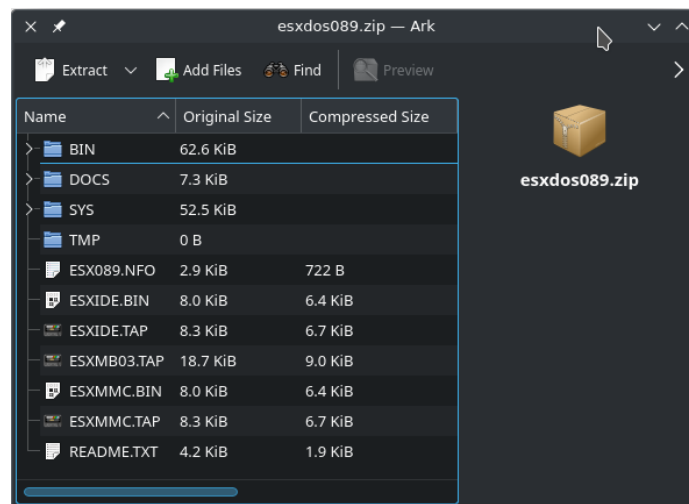 esxdos089.zip — Ark
Extract Add Files Find Preview
Name Original Size Compressed Size
BIN 62.6 KiB
DOCS 7.3 KiB
SYS 52.5 KiB
TMP 0 B
ESX089.NFO 2.9 KiB 722 B
ESXIDE.BIN 8.0 KiB 6.4 KiB
ESXIDE.TAP 8.3 KiB 6.7 KiB
ESXMB03.TAP 18.7 KiB 9.0 KiB
ESXMMC.BIN 8.0 KiB 6.4 KiB
ESXMMC.TAP 8.3 KiB 6.7 KiB
README.TXT 4.2 KiB 1.9 KiB
esxdos089.zip